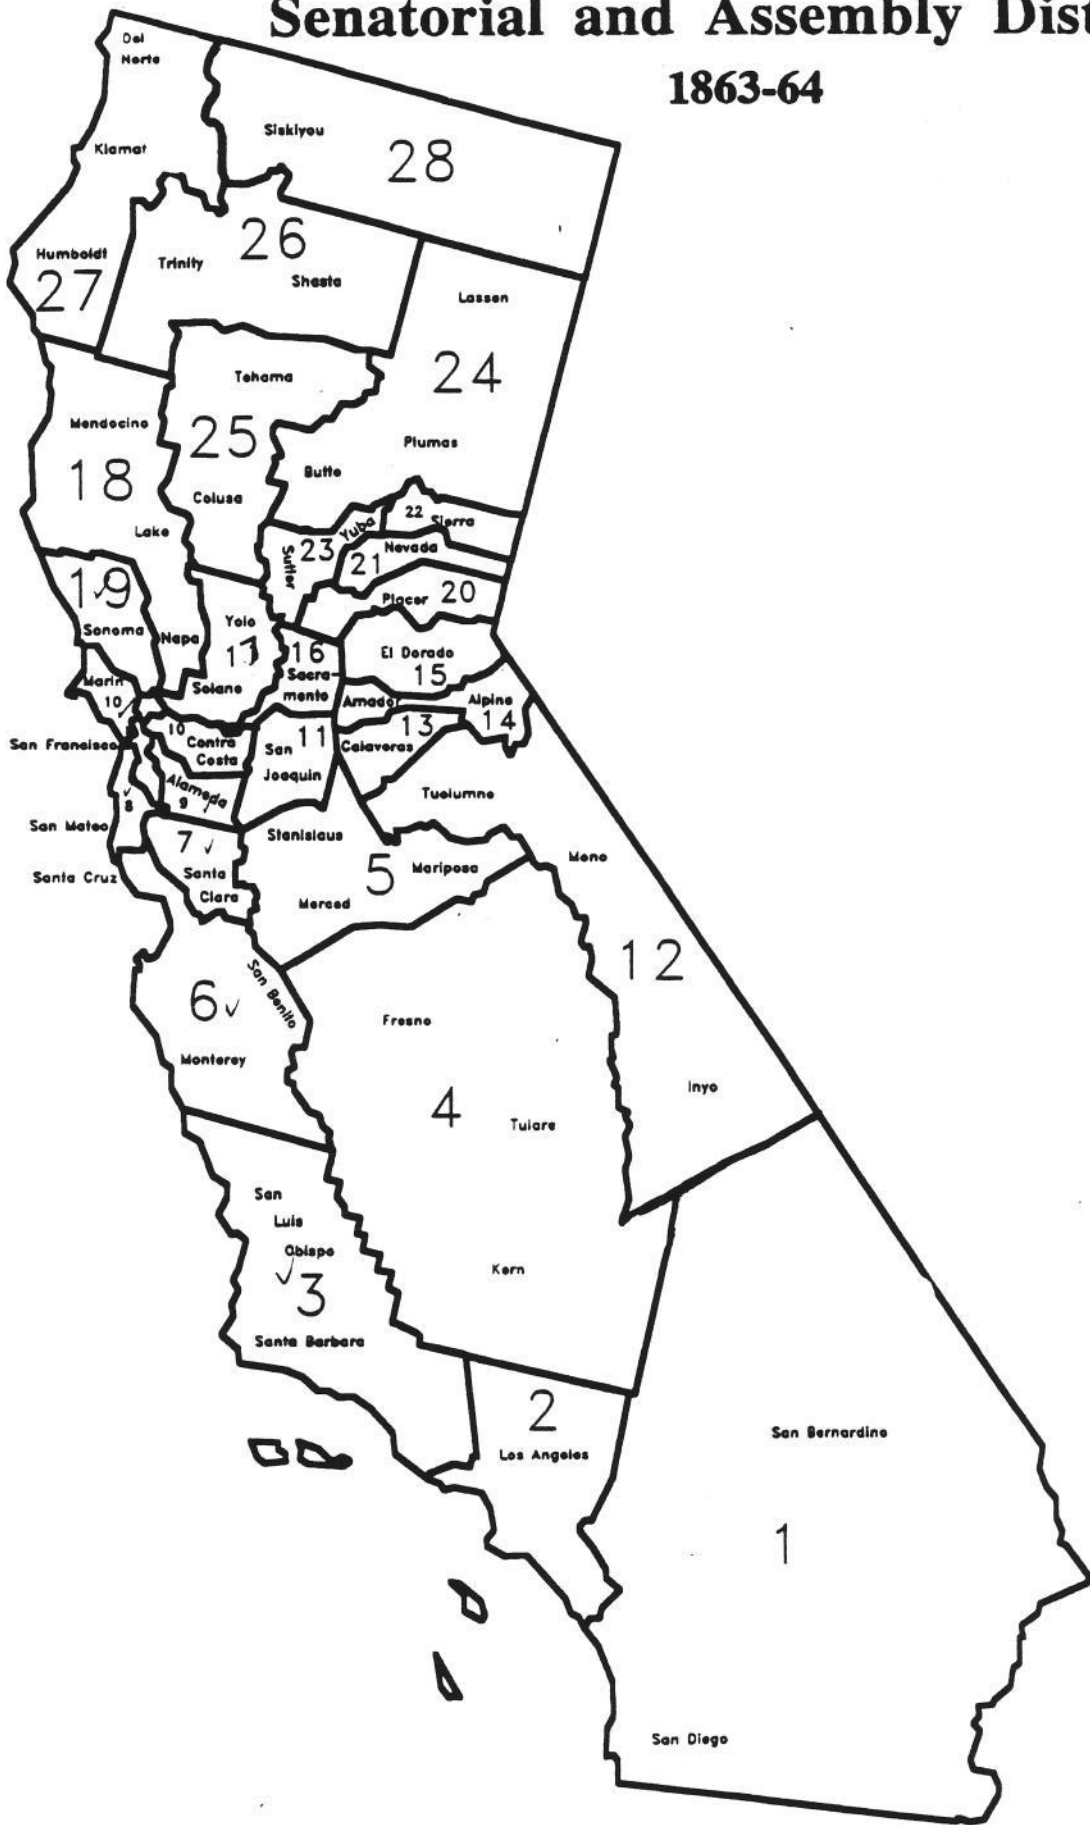 Senatorial and Assembly Dist
1863-64
Del
Norte
Siskiyou
28
Klamat
26
Humboldt
Trinity
27
Shasta
Lassen
24
Tehama
Mendocino
25
Plumas
18
Butte
Colusa
22
Sierra
Lake
Yuba
23
Nevada
Sutter
21
19
Placer 20
Sonoma
Yolo
Napa
17
16
El Dorado
15
Marin
Solano
Sacra-
mento
Amador
Alpine
10
13
14
San Francisco
10
Contra
Costa
San 11
Joaquin
Calaveras
Alameda
9
8
Tuolumne
San Mateo
7
Stanislaus
Santa Cruz
Santa
Clara
5
Mariposa
Mono
Merced
12
San Benito
6
Fresno
Monterey
Inyo
4
Tulare
San
Luis
Obispo
3
Kern
Santa Barbara
2
Los Angeles
San Bernardino
1
San Diego